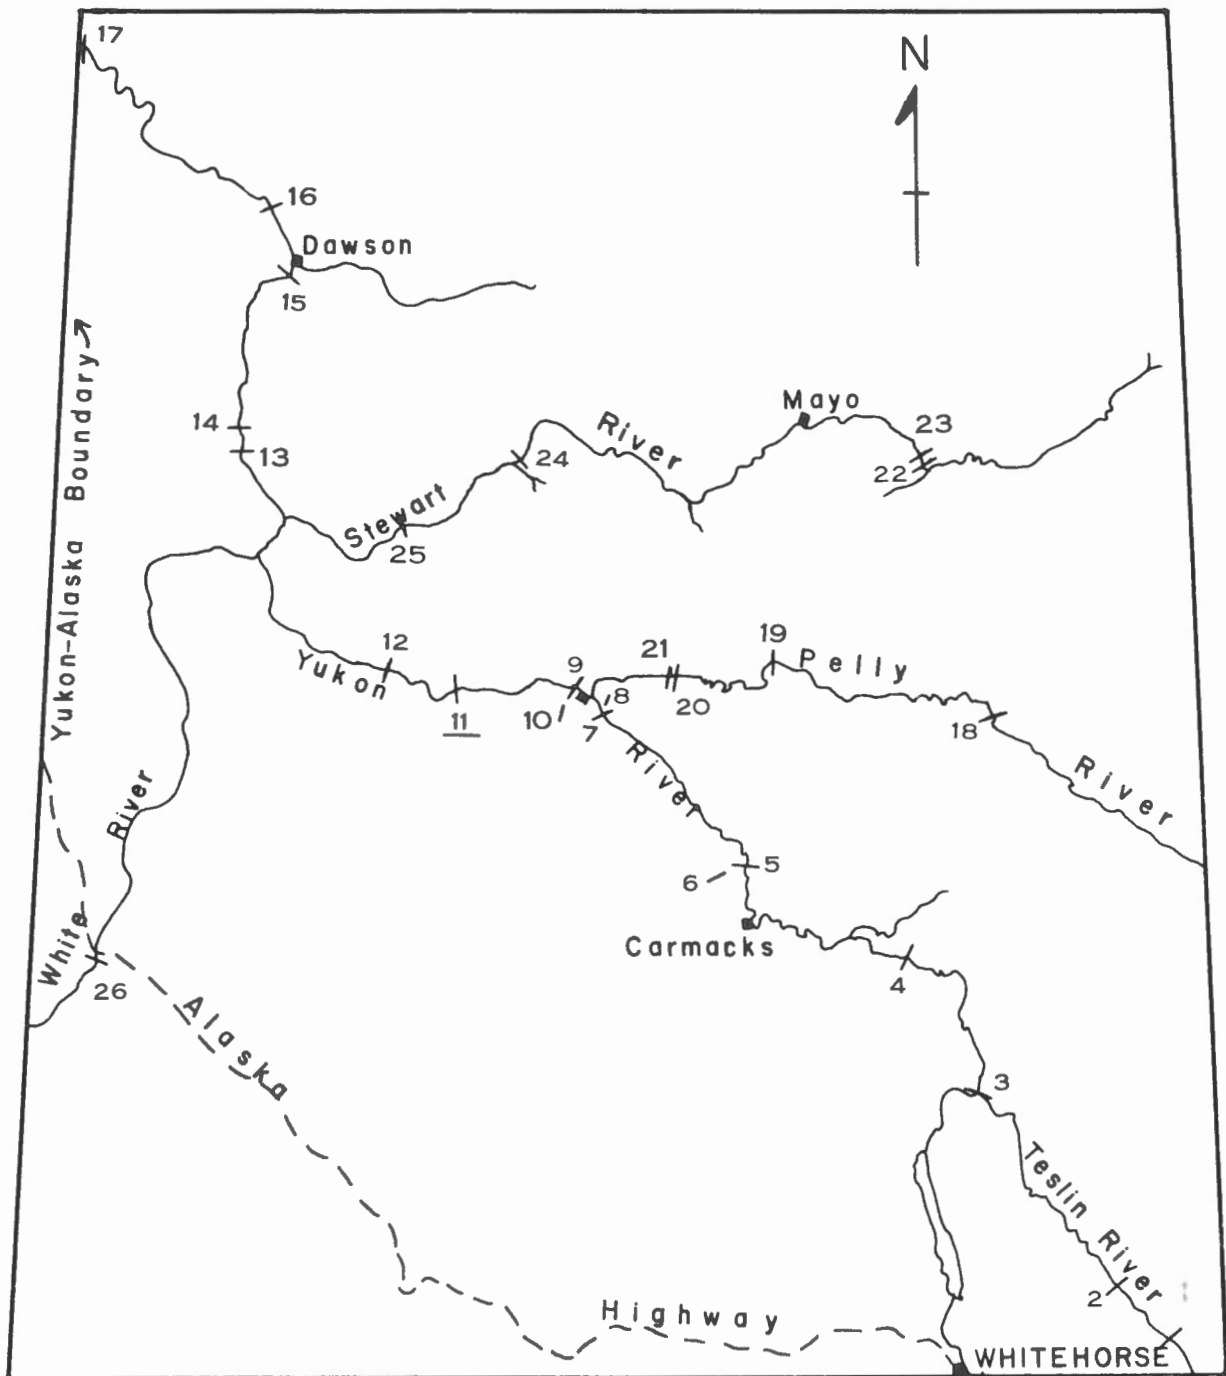 17
N
16
Dawson
15
Yukon-Alaska Boundary
Mayo
14
13
River
23
22
24
Stewart
25
12
Yukon
11
9
10
8
7
21
20
19
Pelly
18
River
River
5
6
River
Carmacks
4
White
26
Alaska
3
Teslin River
2
Highway
WHITEHORSE